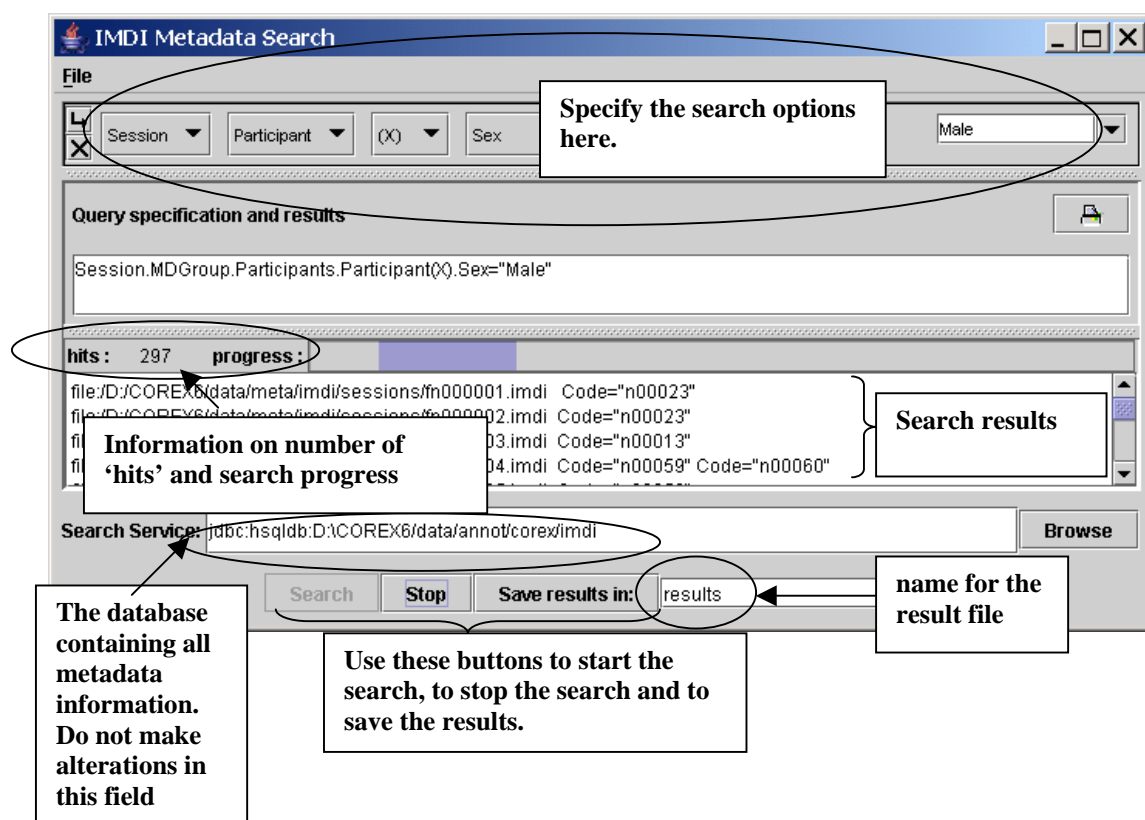 IMDI Metadata Search
File
Session Participant (X) Sex Male
Specify the search options
here.
Query specification and results
Session.MDGroup.Participants.Participant(X).Sex="Male"
hits : 297 progress :
file:/D:/COREX6/data/meta/imdi/sessions/fn000001.imdi Code="n00023"
file:/D:/COREX6/data/meta/imdi/sessions/fn000002.imdi Code="n00023"
03.imdi Code="n00013"
04.imdi Code="n00059" Code="n00060"
Information on number of
‘hits’ and search progress
Search results
Search Service: jdbc:hsqldb:D:\COREX6/data/annot/corex/imdi Browse
Search Stop Save results in: results
name for the
result file
The database
containing all
metadata
information.
Do not make
alterations in
this field
Use these buttons to start the
search, to stop the search and to
save the results.